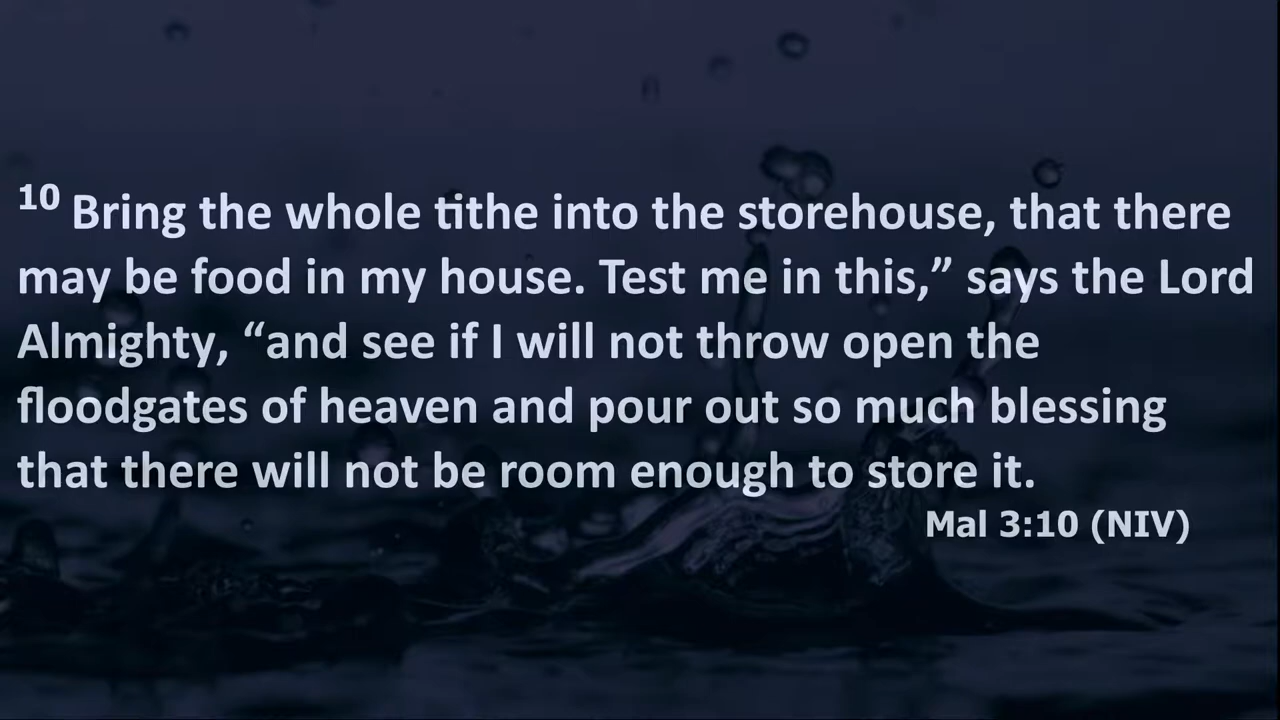 10 Bring the whole tithe into the storehouse, that there
may be food in my house. Test me in this,” says the Lord
Almighty, “and see if I will not throw open the
floodgates of heaven and pour out so much blessing
that there will not be room enough to store it.
Mal 3:10 (NIV)